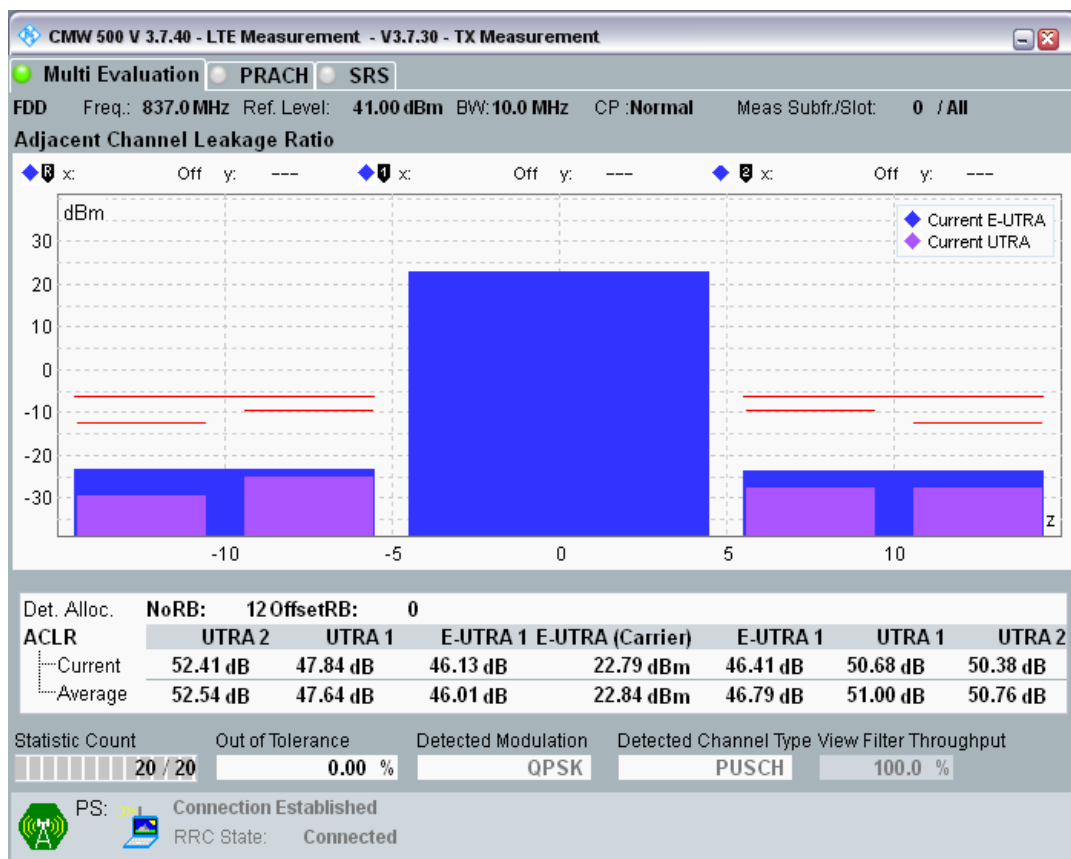 CMW 500 V 3.7.40 - LTE Measurement - V3.7.30 - TX Measurement
Multi Evaluation PRACH SRS
FDD Freq.: 837.0 MHz Ref. Level: 41.00 dBm BW: 10.0 MHz CP :Normal Meas Subfr./Slot: 0 / All
Adjacent Channel Leakage Ratio
R x: Off y: --- 1 x: Off y: --- 2 x: Off y: ---
dBm
Current E-UTRA
Current UTRA
30
20
10
0
-10
-20
-30
z
-10 -5 0 5 10
Det. Alloc. NoRB: 12 OffsetRB: 0
ACLR UTRA 2 UTRA 1 E-UTRA 1 E-UTRA (Carrier) E-UTRA 1 UTRA 1 UTRA 2
Current 52.41 dB 47.84 dB 46.13 dB 22.79 dBm 46.41 dB 50.68 dB 50.38 dB
Average 52.54 dB 47.64 dB 46.01 dB 22.84 dBm 46.79 dB 51.00 dB 50.76 dB
Statistic Count Out of Tolerance Detected Modulation Detected Channel Type View Filter Throughput
20 / 20 0.00 % QPSK PUSCH 100.0 %
PS: Connection Established
RRC State: Connected